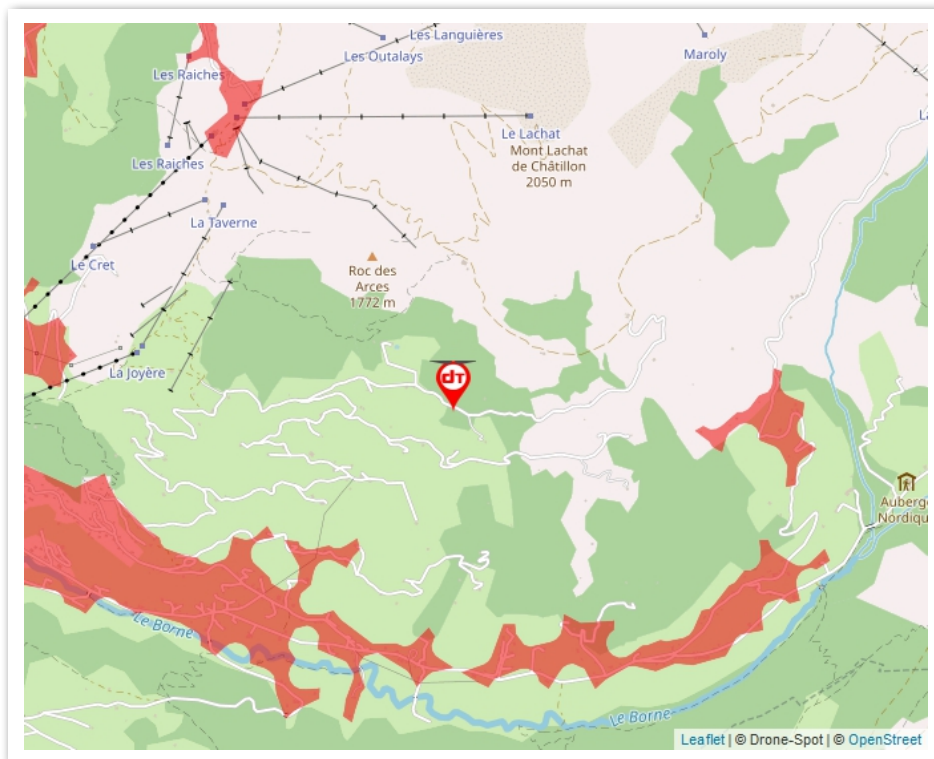 Les Languières
Les Outalays
Maroly
Les Raiches
Le Lachat
Mont Lachat
de Châtillon
2050 m
Les Raiches
La Taverne
Le Cret
Roc des
Arces
1772 m
La Joyère
dT
Auberge
Nordiqu
Le Borne
Le Borne
Leaflet | © Drone-Spot | © OpenStreet